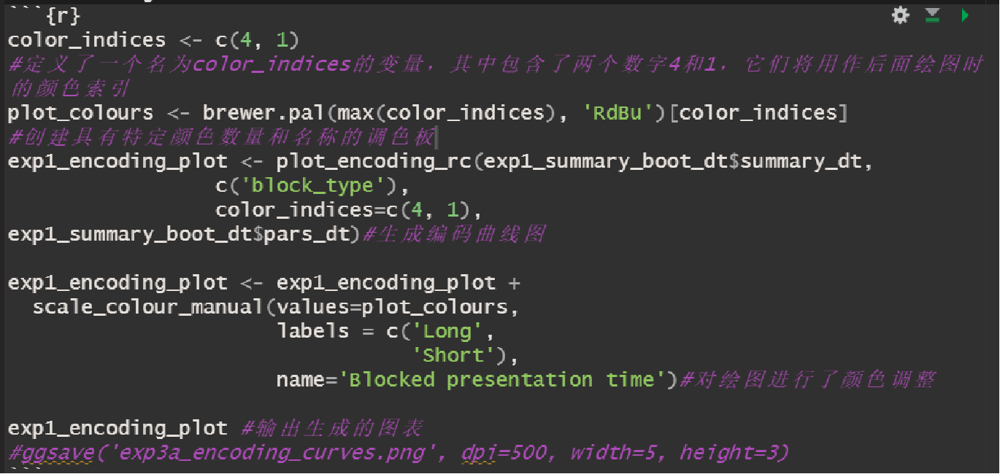 ```{r}
color_indices <- c(4, 1)
#定义了一个名为color_indices的变量，其中包含了两个数字4和1，它们将用作后面绘图时
的颜色索引
plot_colours <- brewer.pal(max(color_indices), 'RdBu')[color_indices]
#创建具有特定颜色数量和名称的调色板
exp1_encoding_plot <- plot_encoding_rc(exp1_summary_boot_dt$summary_dt,
                 c('block_type'),
                 color_indices=c(4, 1),
exp1_summary_boot_dt$pars_dt)#生成编码曲线图

exp1_encoding_plot <- exp1_encoding_plot +
  scale_colour_manual(values=plot_colours,
                      labels = c('Long',
                                 'Short'),
                      name='Blocked presentation time')#对绘图进行了颜色调整

exp1_encoding_plot #输出生成的图表
#ggsave('exp3a_encoding_curves.png', dpi=500, width=5, height=3)
```